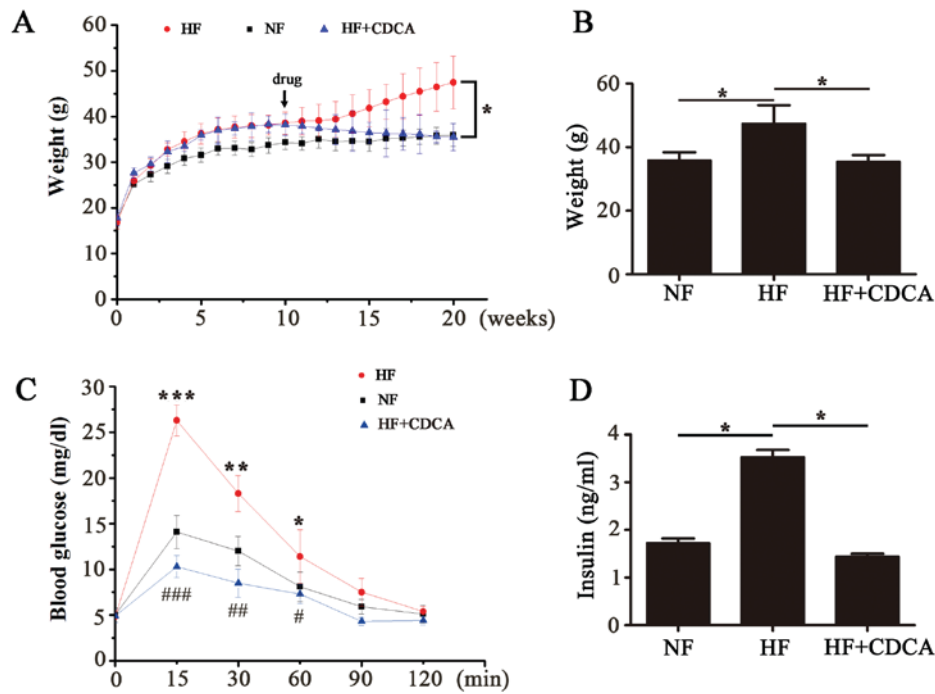 A
HF NF HF+CDCA
Weight (g)
60
50
40
30
20
10
0
drug
*
0 5 10 15 20 (weeks)
B
Weight (g)
60
40
20
0
* *
NF HF HF+CDCA
C
HF
NF
HF+CDCA
Blood glucose (mg/dl)
30
25
20
15
10
5
0
***
**
*
###
##
#
0 15 30 60 90 120 (min)
D
Insulin (ng/ml)
4
3
2
1
0
* *
NF HF HF+CDCA